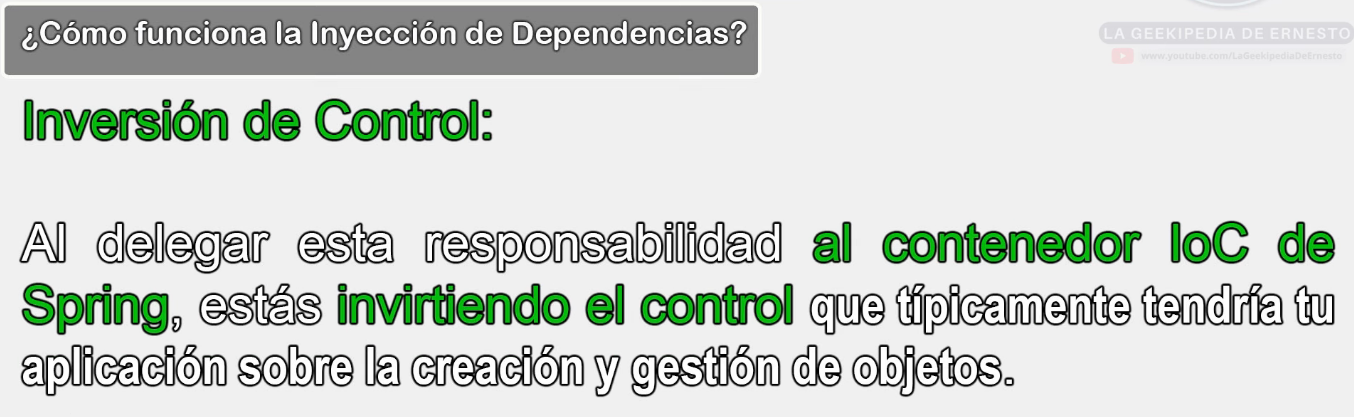 ¿Cómo funciona la Inyección de Dependencias?
LA GEEKIPEDIA DE ERNESTO
www.youtube.com/LaGeekipediaDeErnesto
Inversión de Control:
Al delegar esta responsabilidad al contenedor IoC de
Spring, estás invirtiendo el control que típicamente tendría tu
aplicación sobre la creación y gestión de objetos.